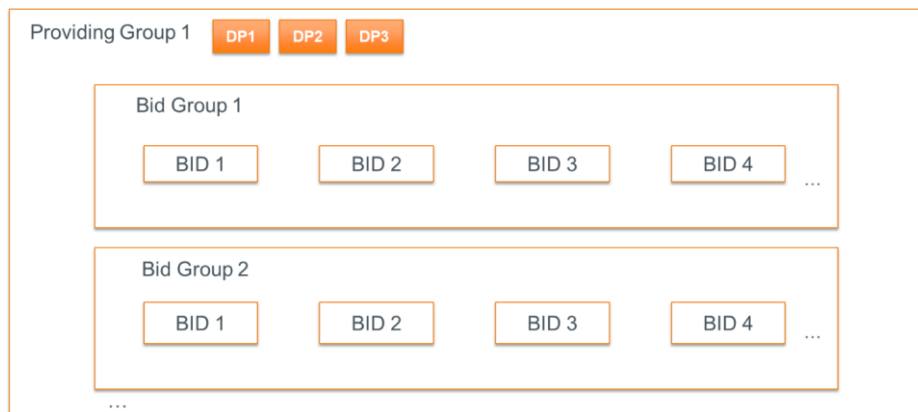 Providing Group 1 DP1 DP2 DP3
Bid Group 1
BID 1 BID 2 BID 3 BID 4 ...
Bid Group 2
BID 1 BID 2 BID 3 BID 4 ...
...